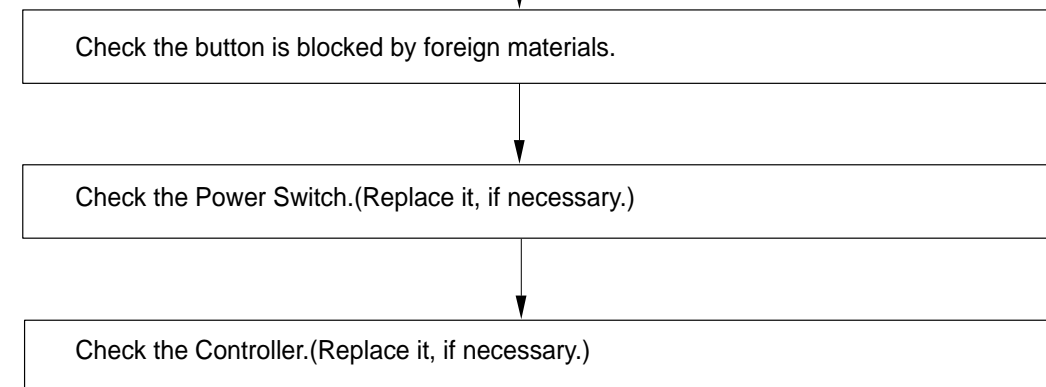 Check the button is blocked by foreign materials.
Check the Power Switch.(Replace it, if necessary.)
Check the Controller.(Replace it, if necessary.)